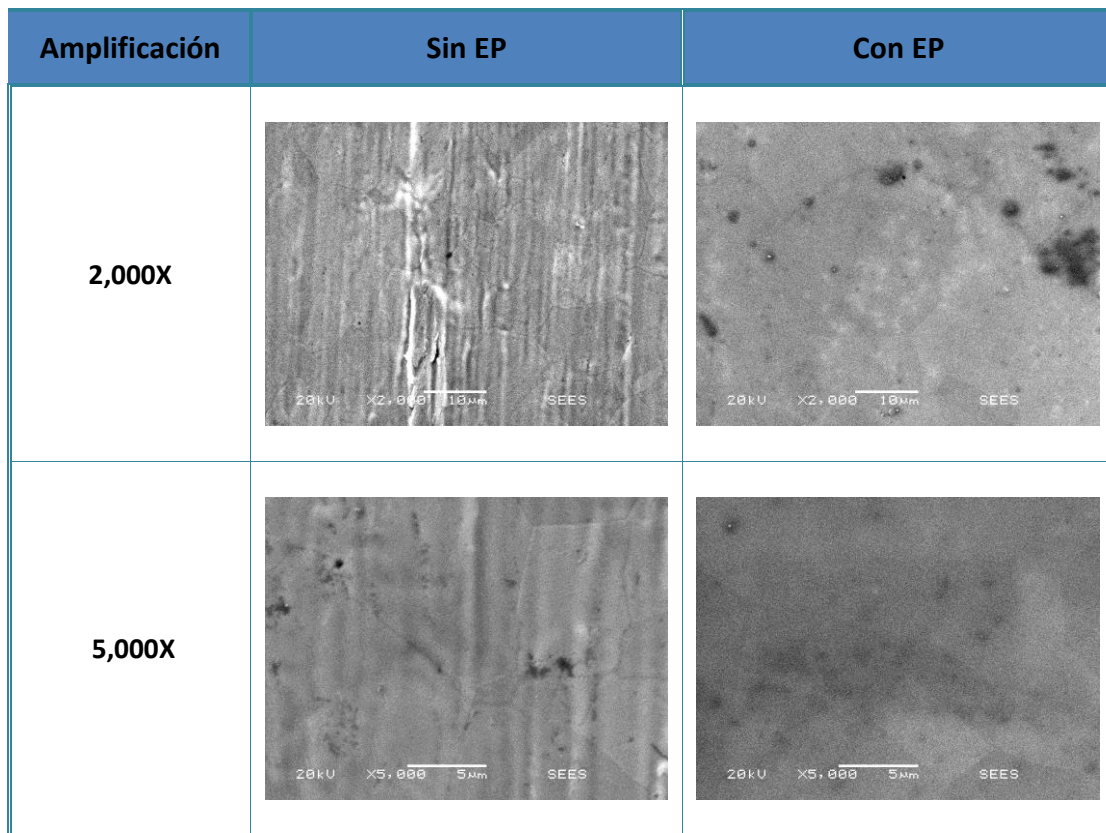 Amplificación Sin EP Con EP
2,000X
20kV X2,000 10µm SEES
20kV X2,000 10µm SEES
5,000X
20kV X5,000 5µm SEES
20kV X5,000 5µm SEES